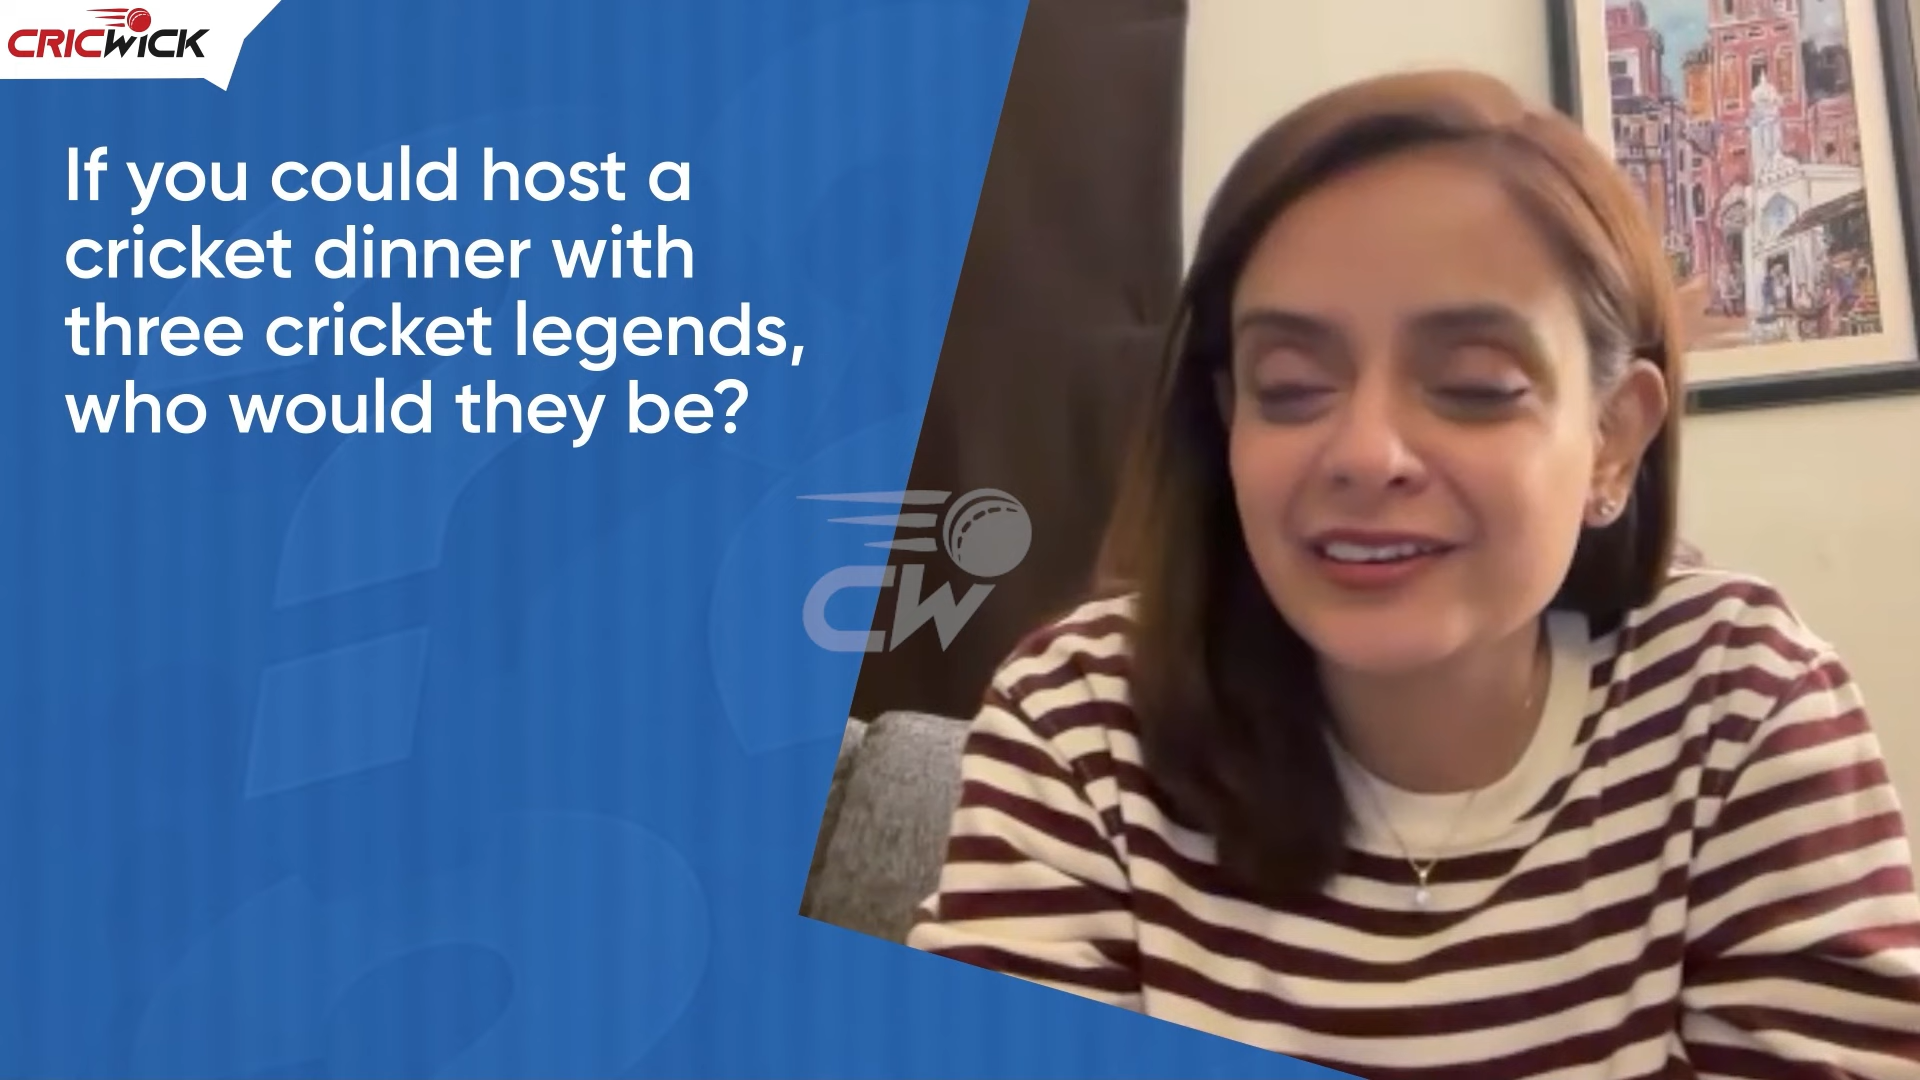 CRICWICK
If you could host a
cricket dinner with
three cricket legends,
who would they be?
CW